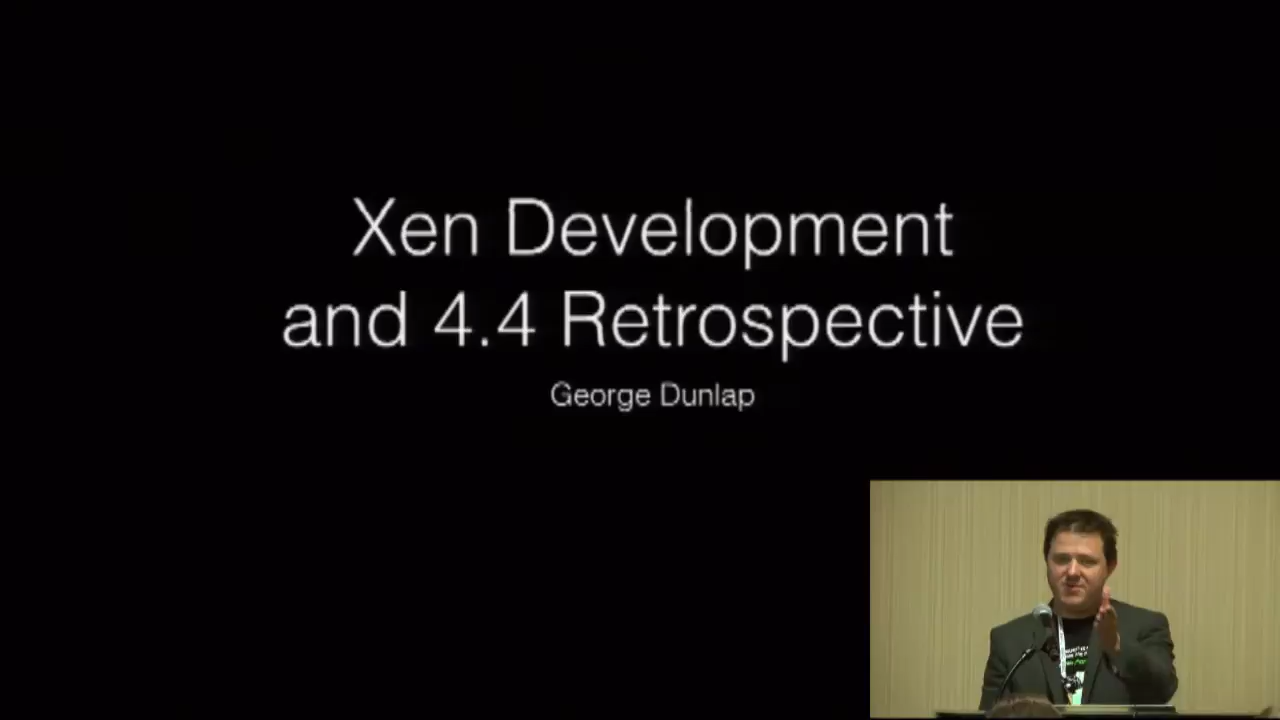 Xen Development
and 4.4 Retrospective
George Dunlap